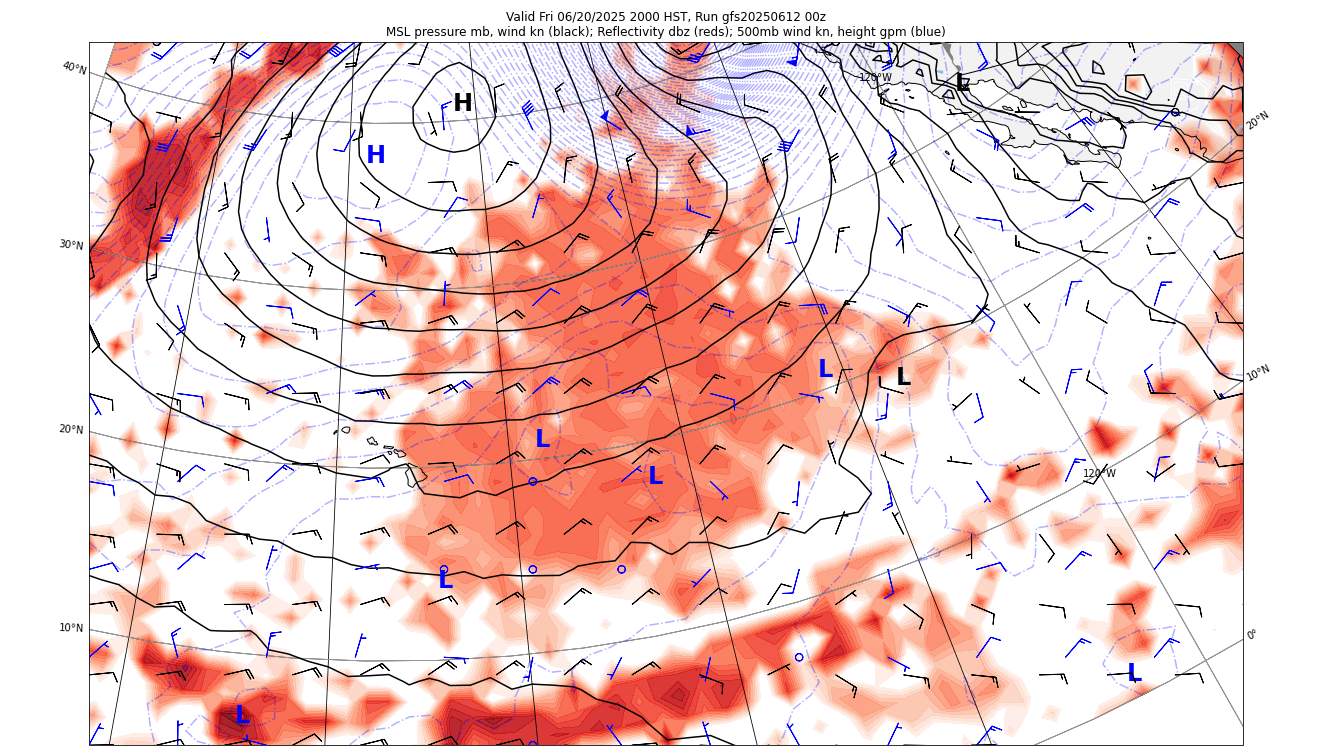 Valid Fri 06/20/2025 2000 HST, Run gfs20250612 00z
MSL pressure mb, wind kn (black); Reflectivity dbz (reds); 500mb wind kn, height gpm (blue)
40°N
120°W
L
H
20°N
H
30°N
L
L
10°N
20°N
L
L
120°W
L
10°N
0°
L
L